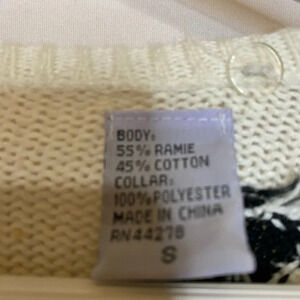 BODY:
55% RAMIE
45% COTTON
COLLAR:
100% POLYESTER
MADE IN CHINA
RN44278
S